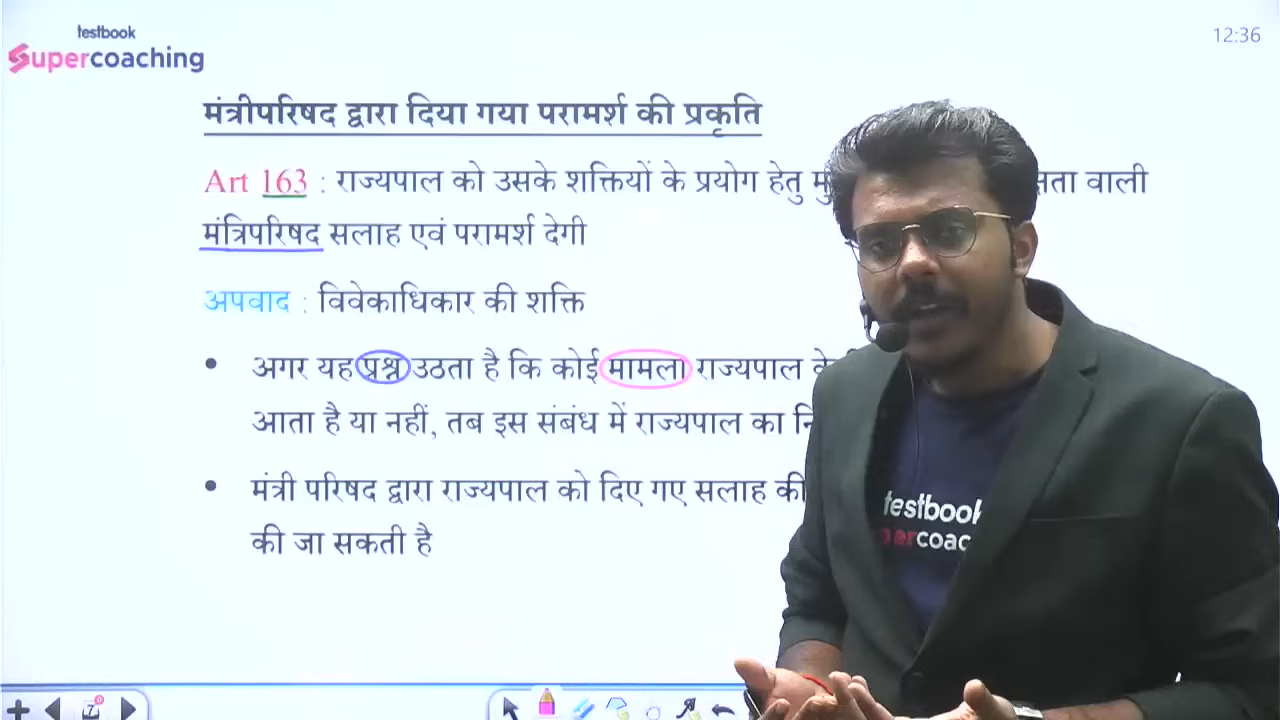 testbook
Supercoaching
12:36
मंत्रीपरिषद द्वारा दिया गया परामर्श की प्रकृति
Art 163 : राज्यपाल को उसके शक्तियों के प्रयोग हेतु वाली
मंत्रिपरिषद सलाह एवं परामर्श देगी
अपवाद : विवेकाधिकार की शक्ति
• अगर यह प्रश्न उठता है कि कोई मामला राज्यपाल
आता है या नहीं, तब इस संबंध में राज्यपाल का
• मंत्री परिषद द्वारा राज्यपाल को दिए गए सलाह की
की जा सकती है
testbook